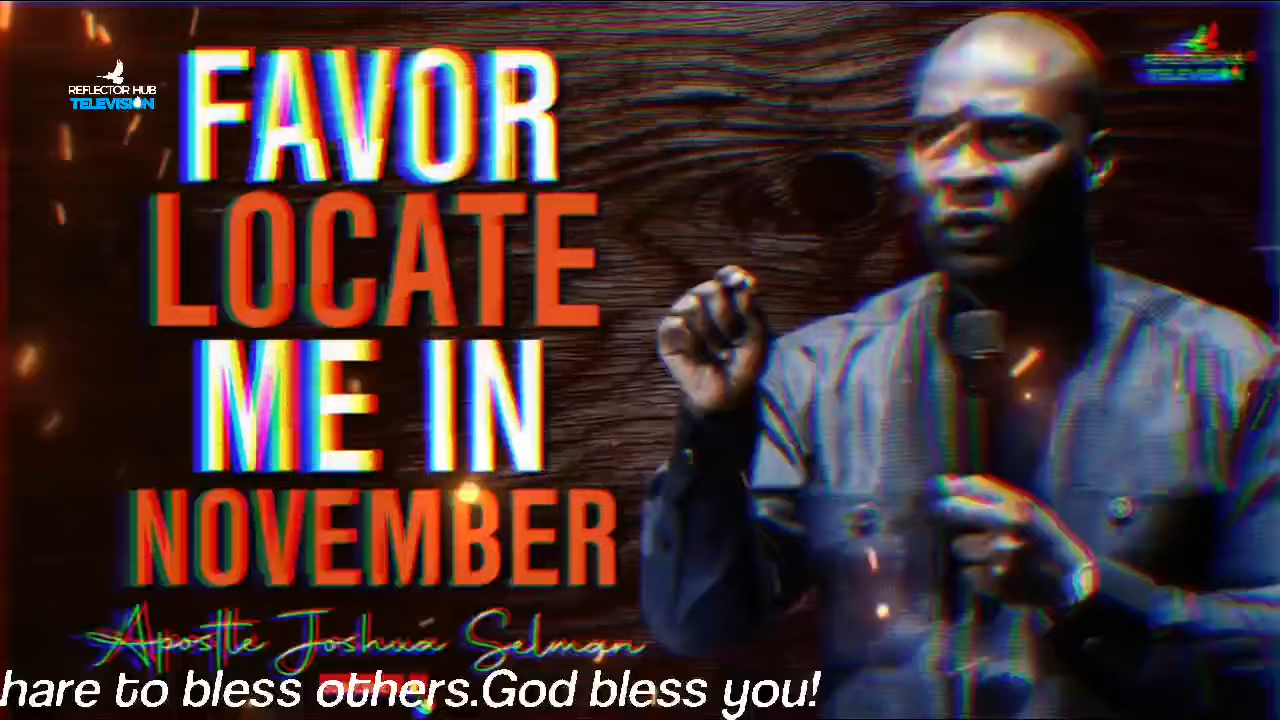 REFLECTOR HUB
TELEVISION
FAVOR
LOCATE
ME IN
NOVEMBER
Apostle Joshua Selman
hare to bless others.God bless you!